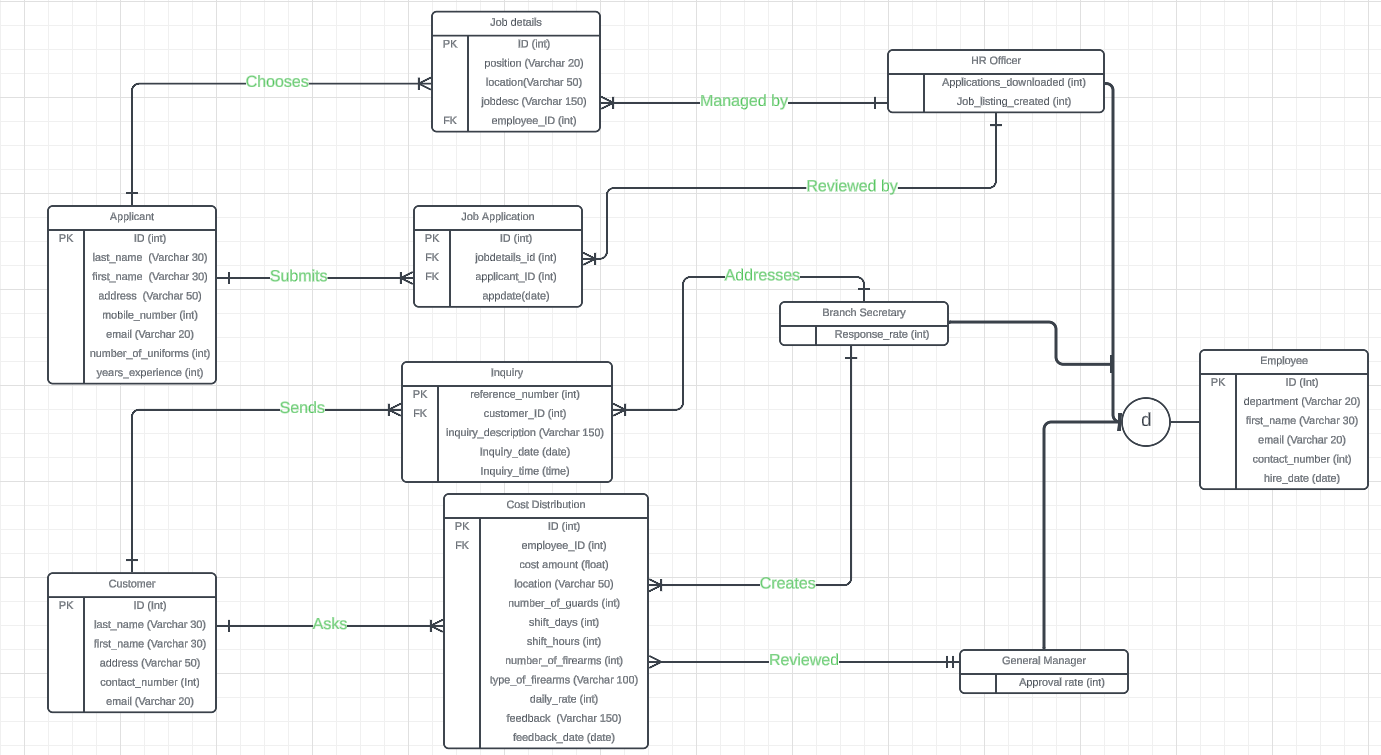 Job details
PK ID (int)
position (Varchar 20)
location(Varchar 50)
jobdesc (Varchar 150)
FK employee_ID (int)
HR Officer
Applications_downloaded (int)
Job_listing_created (int)
Chooses
Managed by
Reviewed by
Applicant
PK ID (int)
last_name (Varchar 30)
first_name (Varchar 30)
address (Varchar 50)
mobile_number (int)
email (Varchar 20)
number_of_uniforms (int)
years_experience (int)
Submits
Job Application
PK ID (int)
FK jobdetails_id (int)
FK applicant_ID (int)
appdate(date)
Addresses
Branch Secretary
Response_rate (int)
Employee
PK ID (Int)
department (Varchar 20)
first_name (Varchar 30)
email (Varchar 20)
contact_number (int)
hire_date (date)
d
Inquiry
PK reference_number (int)
FK customer_ID (int)
inquiry_description (Varchar 150)
Inquiry_date (date)
Inquiry_time (time)
Sends
Cost Distribution
PK ID (int)
FK employee_ID (int)
cost amount (float)
location (Varchar 50)
number_of_guards (int)
shift_days (int)
shift_hours (int)
number_of_firearms (int)
type_of_firearms (Varchar 100)
daily_rate (int)
feedback (Varchar 150)
feedback_date (date)
Creates
Customer
PK ID (Int)
last_name (Varchar 30)
first_name (Varchar 30)
address (Varchar 50)
contact_number (Int)
email (Varchar 20)
Asks
Reviewed
General Manager
Approval rate (int)